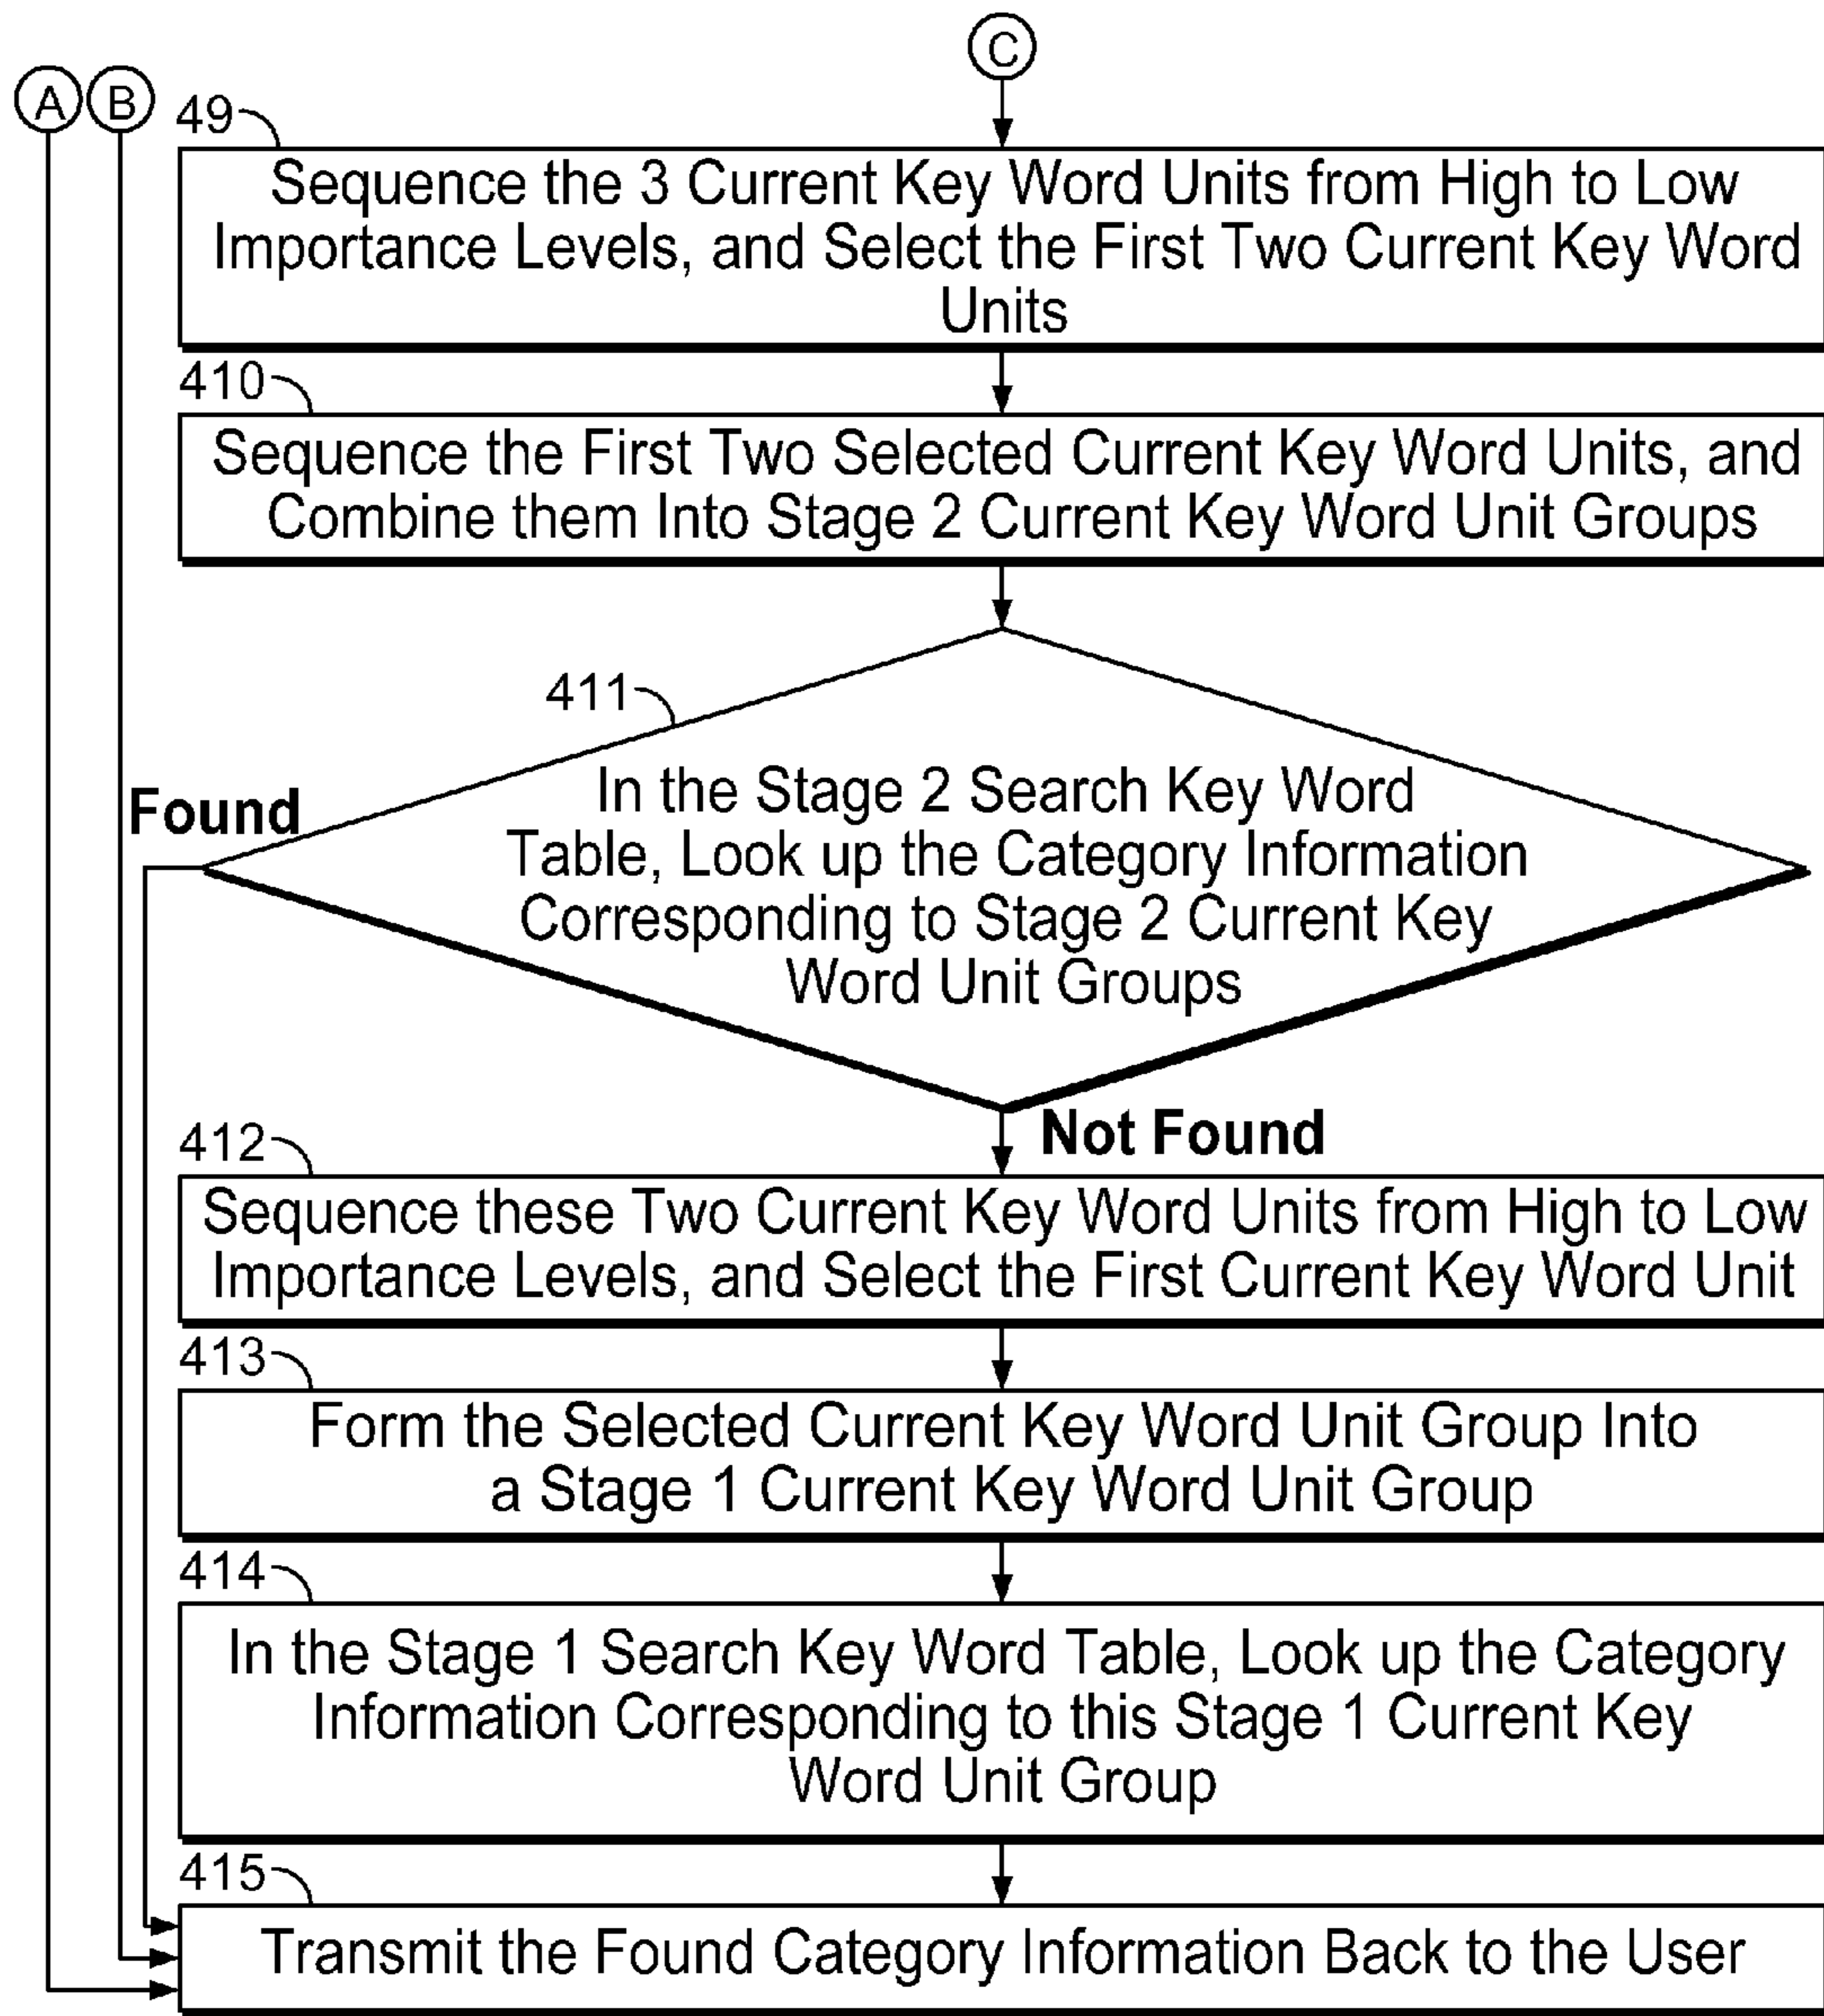 C
A B
49
Sequence the 3 Current Key Word Units from High to Low
Importance Levels, and Select the First Two Current Key Word
Units
410
Sequence the First Two Selected Current Key Word Units, and
Combine them Into Stage 2 Current Key Word Unit Groups
411
In the Stage 2 Search Key Word
Table, Look up the Category Information
Corresponding to Stage 2 Current Key
Word Unit Groups
Found
Not Found
412
Sequence these Two Current Key Word Units from High to Low
Importance Levels, and Select the First Current Key Word Unit
413
Form the Selected Current Key Word Unit Group Into
a Stage 1 Current Key Word Unit Group
414
In the Stage 1 Search Key Word Table, Look up the Category
Information Corresponding to this Stage 1 Current Key
Word Unit Group
415
Transmit the Found Category Information Back to the User